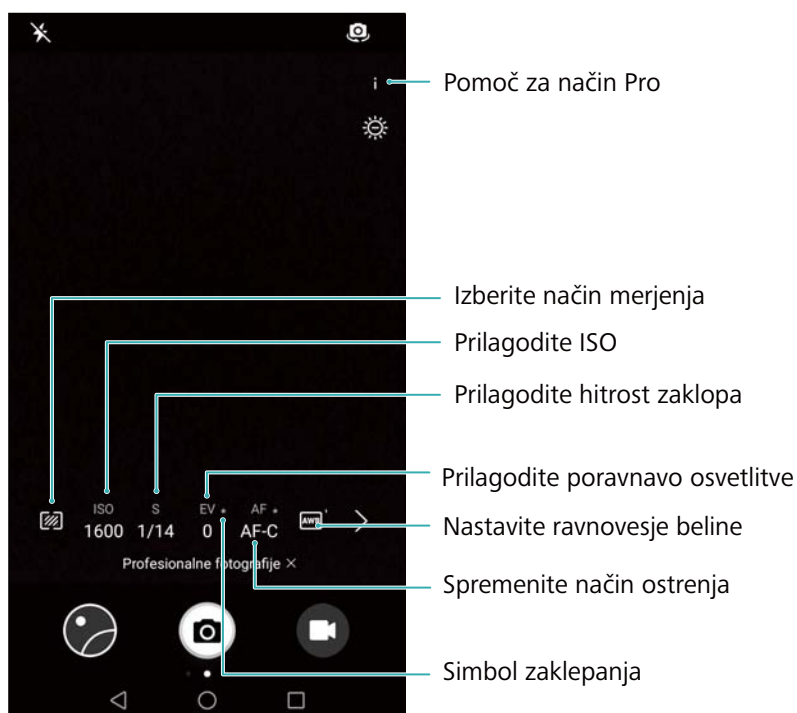 i
Pomoč za način Pro
Izberite način merjenja
Prilagodite ISO
Prilagodite hitrost zaklopa
Prilagodite poravnavo osvetlitve
ISO S EV AF
1600 1/14 0 AF-C AWB
Nastavite ravnovesje beline
Profesionalne fotografije ×
Spremenite način ostrenja
Simbol zaklepanja